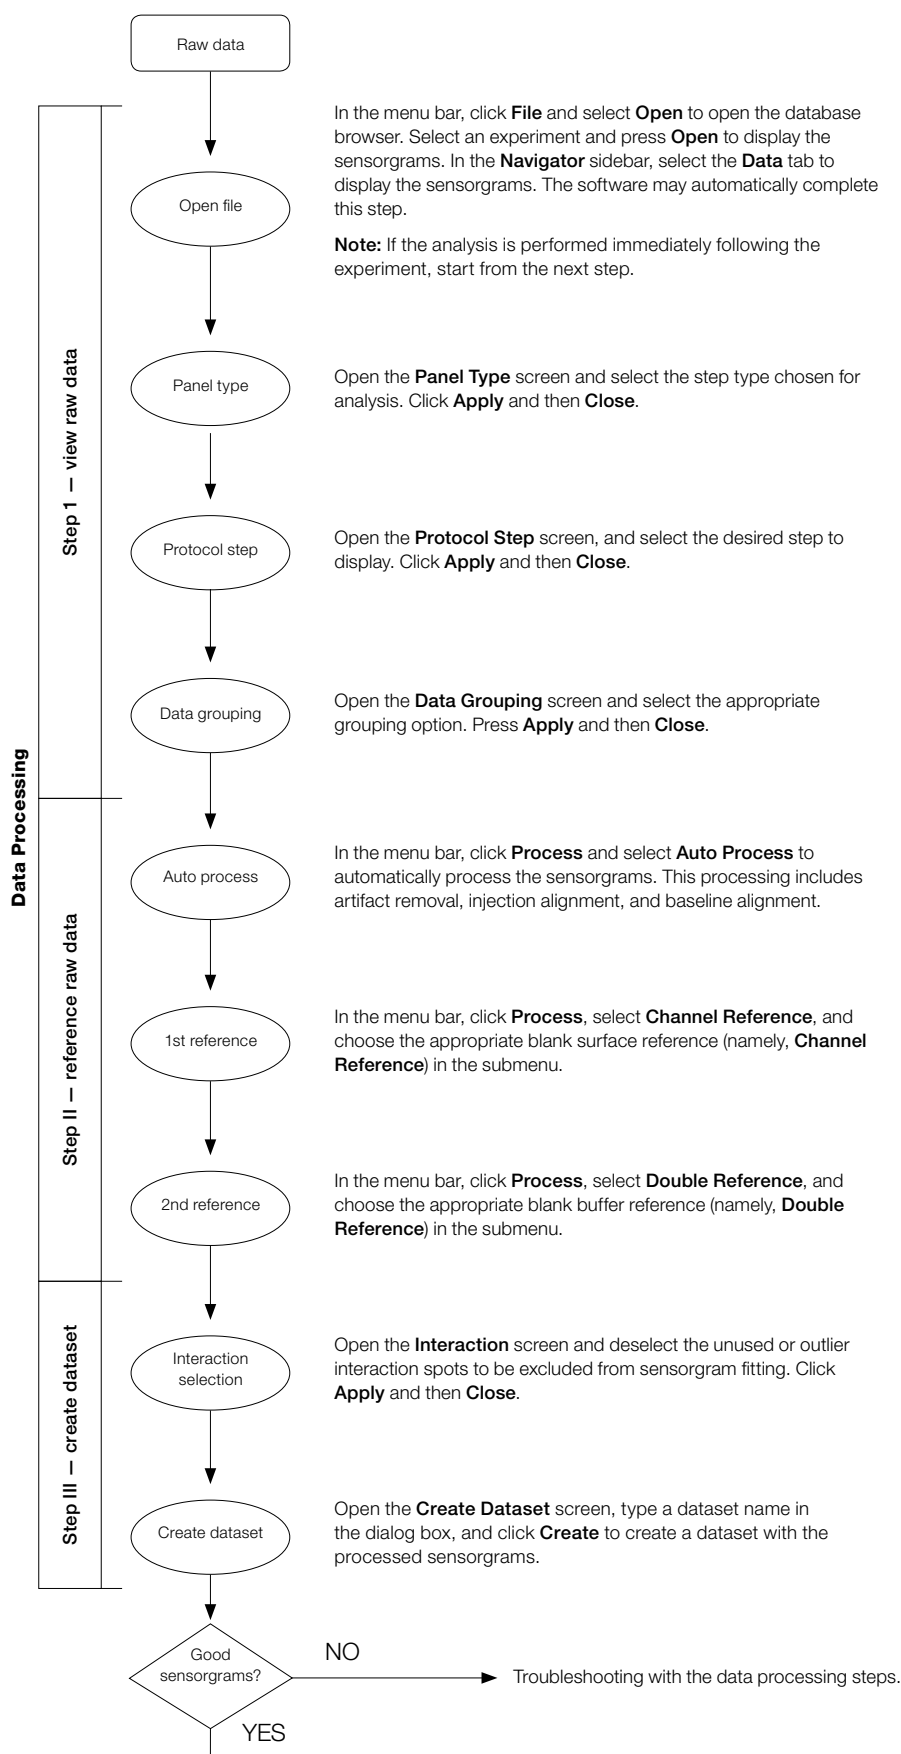 Raw data
Data Processing
Step 1 — view raw data
Open file
In the menu bar, click File and select Open to open the database
browser. Select an experiment and press Open to display the
sensorgrams. In the Navigator sidebar, select the Data tab to
display the sensorgrams. The software may automatically complete
this step.
Note: If the analysis is performed immediately following the
experiment, start from the next step.
Panel type
Open the Panel Type screen and select the step type chosen for
analysis. Click Apply and then Close.
Protocol step
Open the Protocol Step screen, and select the desired step to
display. Click Apply and then Close.
Data grouping
Open the Data Grouping screen and select the appropriate
grouping option. Press Apply and then Close.
Step II — reference raw data
Auto process
In the menu bar, click Process and select Auto Process to
automatically process the sensorgrams. This processing includes
artifact removal, injection alignment, and baseline alignment.
1st reference
In the menu bar, click Process, select Channel Reference, and
choose the appropriate blank surface reference (namely, Channel
Reference) in the submenu.
2nd reference
In the menu bar, click Process, select Double Reference, and
choose the appropriate blank buffer reference (namely, Double
Reference) in the submenu.
Step III — create dataset
Interaction
selection
Open the Interaction screen and deselect the unused or outlier
interaction spots to be excluded from sensorgram fitting. Click
Apply and then Close.
Create dataset
Open the Create Dataset screen, type a dataset name in
the dialog box, and click Create to create a dataset with the
processed sensorgrams.
Good
sensorgrams?
NO
Troubleshooting with the data processing steps.
YES